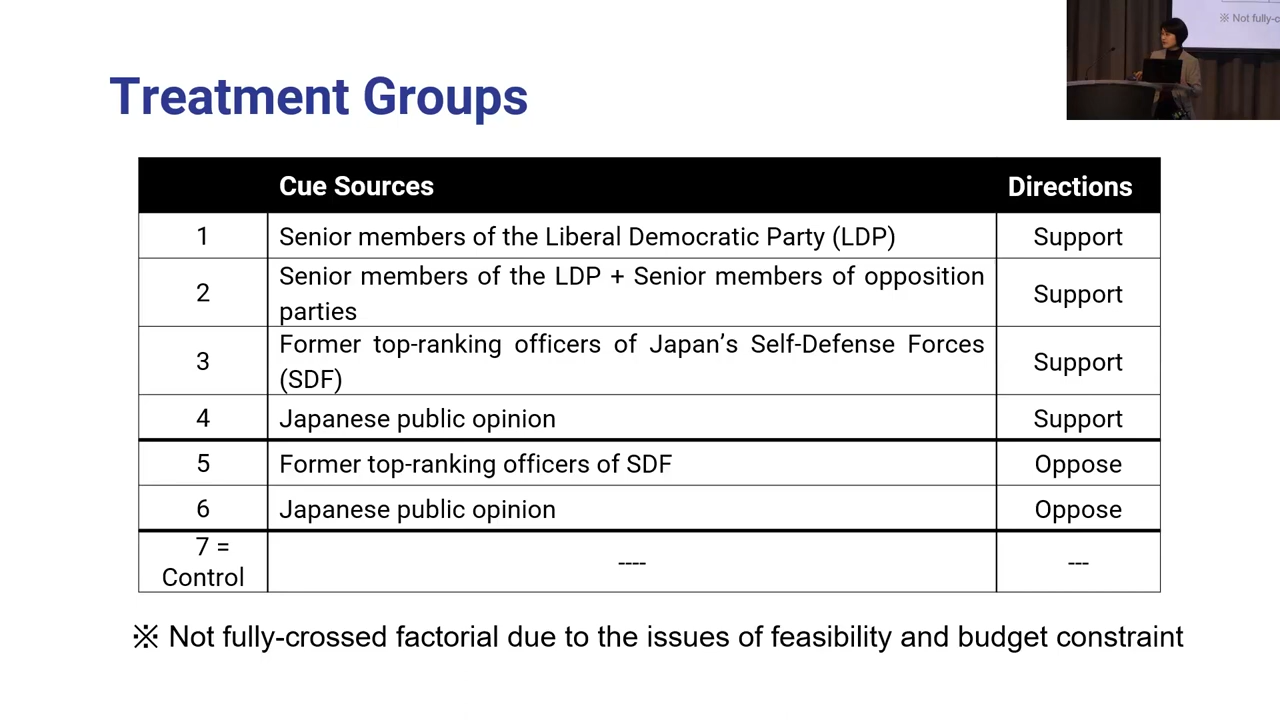 ※ Not fully-c
Treatment Groups
Cue Sources Directions
1 Senior members of the Liberal Democratic Party (LDP) Support
2 Senior members of the LDP + Senior members of opposition
parties Support
3 Former top-ranking officers of Japan’s Self-Defense Forces
(SDF) Support
4 Japanese public opinion Support
5 Former top-ranking officers of SDF Oppose
6 Japanese public opinion Oppose
7 =
Control ---- ---
※ Not fully-crossed factorial due to the issues of feasibility and budget constraint